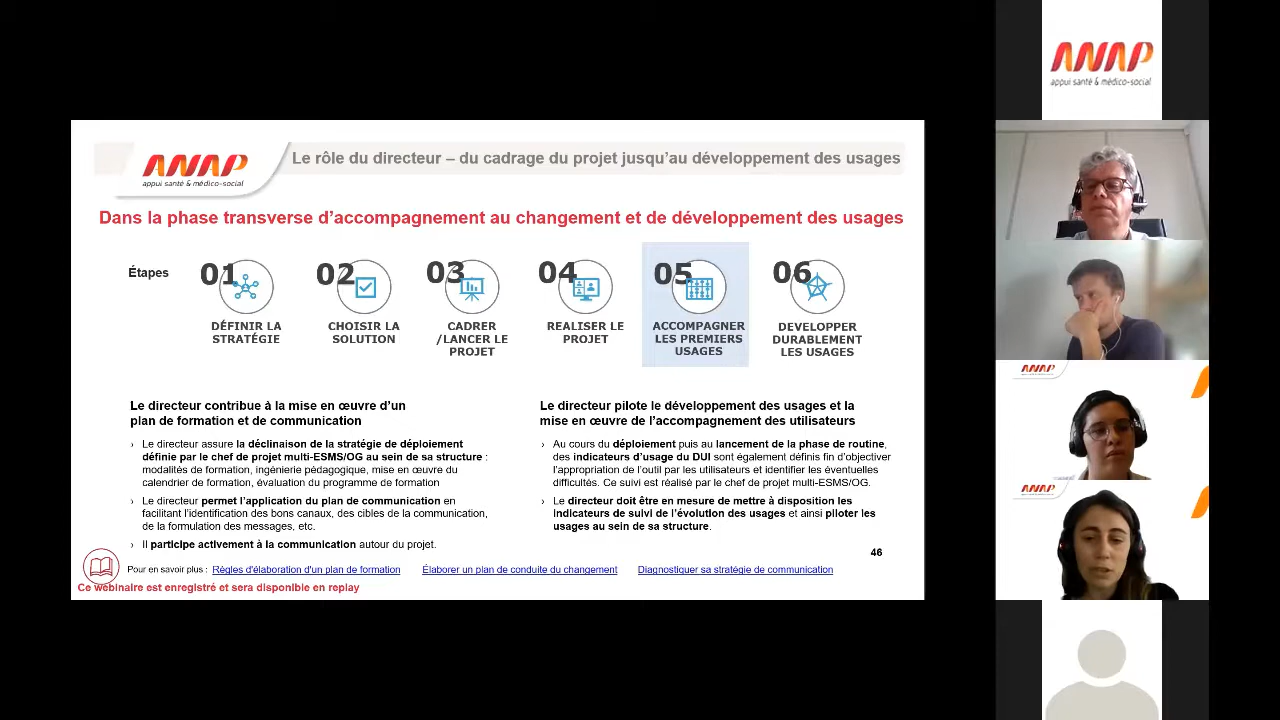 ANAP
appui santé & médico-social
Le rôle du directeur – du cadrage du projet jusqu'au développement des usages
Dans la phase transverse d'accompagnement au changement et de développement des usages
Étapes
01
DÉFINIR LA
STRATÉGIE
02
CHOISIR LA
SOLUTION
03
CADRER
/LANCER LE
PROJET
04
REALISER LE
PROJET
05
ACCOMPAGNER
LES PREMIERS
USAGES
06
DEVELOPPER
DURABLEMENT
LES USAGES
Le directeur contribue à la mise en œuvre d'un
plan de formation et de communication
› Le directeur assure la déclinaison de la stratégie de déploiement
définie par le chef de projet multi-ESMS/OG au sein de sa structure :
modalités de formation, ingénierie pédagogique, mise en œuvre du
calendrier de formation, évaluation du programme de formation
› Le directeur permet l'application du plan de communication en
facilitant l'identification des bons canaux, des cibles de la communication,
de la formulation des messages, etc.
› Il participe activement à la communication autour du projet.
Le directeur pilote le développement des usages et la
mise en œuvre de l'accompagnement des utilisateurs
› Au cours du déploiement puis au lancement de la phase de routine,
des indicateurs d'usage du DUI sont également définis fin d'objectiver
l'appropriation de l'outil par les utilisateurs et identifier les éventuelles
difficultés. Ce suivi est réalisé par le chef de projet multi-ESMS/OG.
› Le directeur doit être en mesure de mettre à disposition les
indicateurs de suivi de l'évolution des usages et ainsi piloter les
usages au sein de sa structure.
46
Pour en savoir plus : Règles d'élaboration d'un plan de formation Élaborer un plan de conduite du changement Diagnostiquer sa stratégie de communication
Ce webinaire est enregistré et sera disponible en replay
ANAP
appui santé & médico-social
ANAP
ANAP